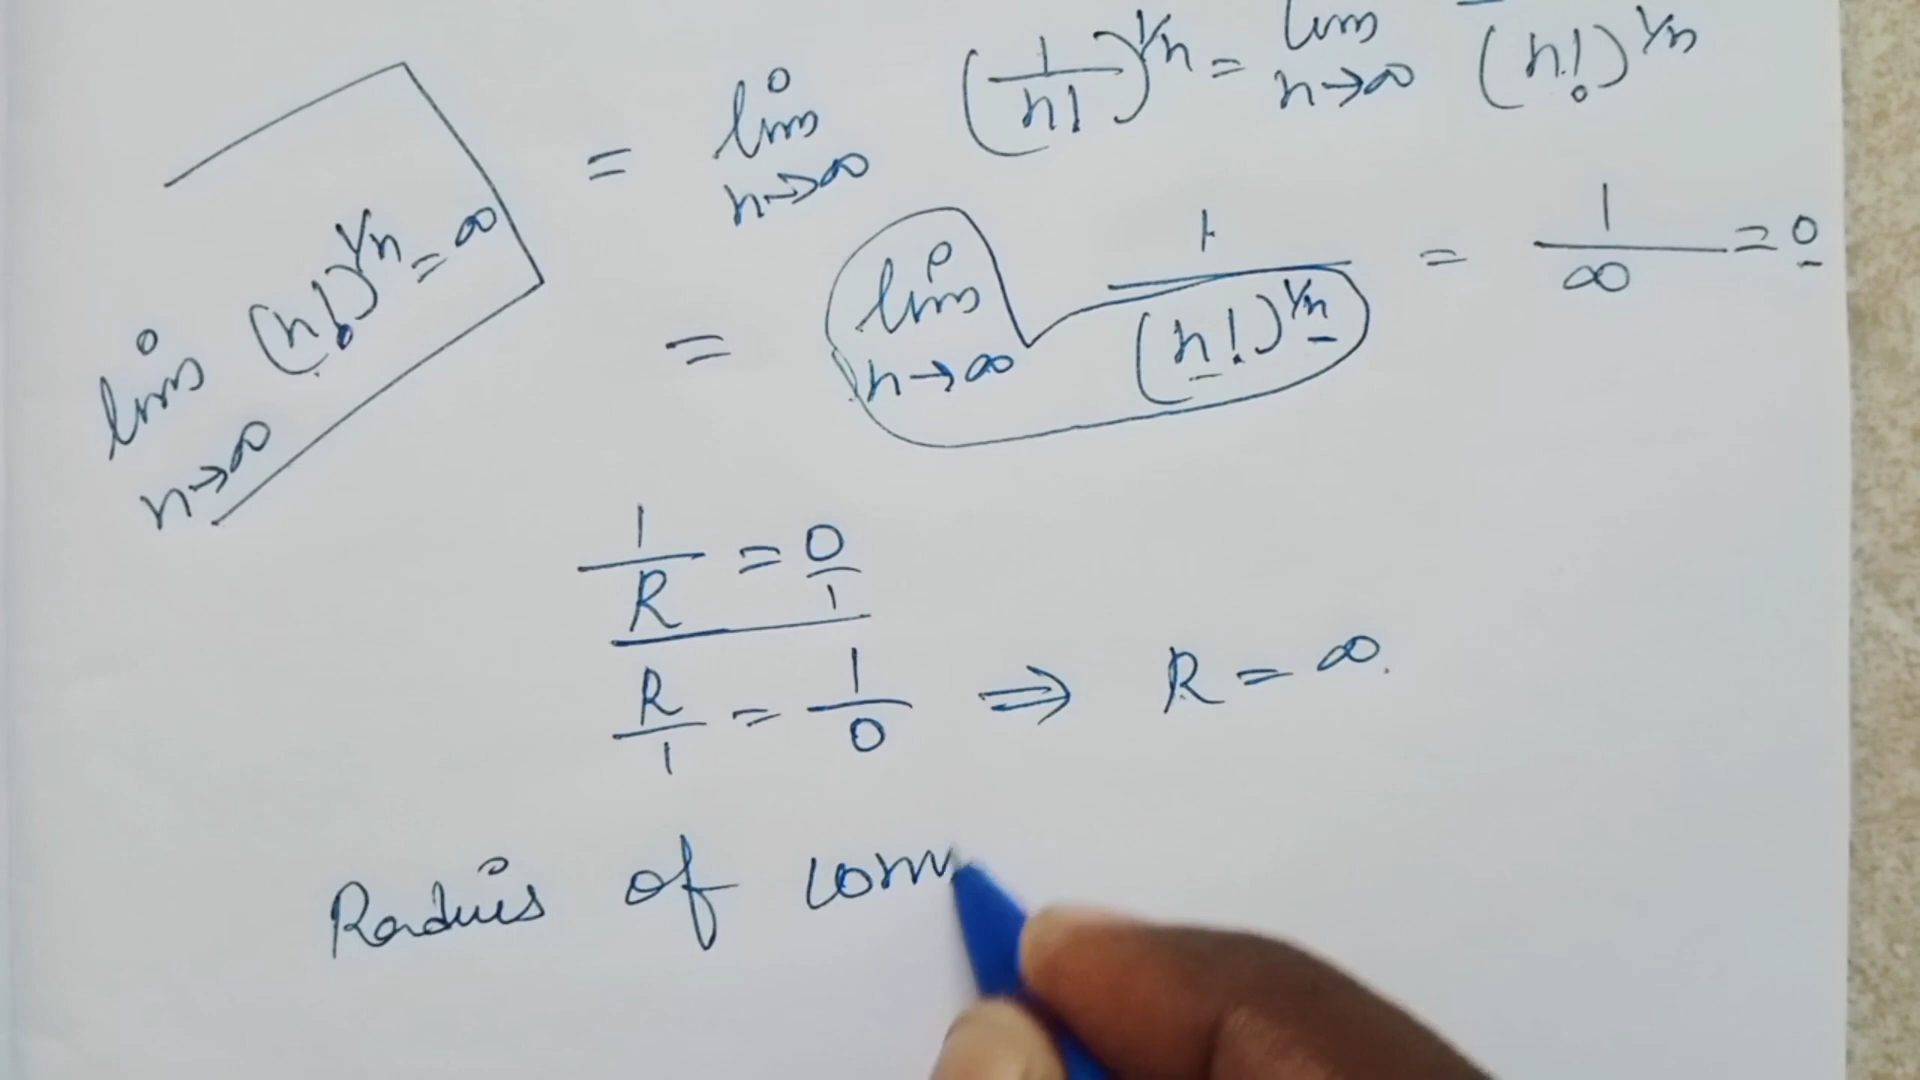 = lim n→∞ (1/n!)^1/n = lim n→∞ (n!)^1/n
lim n→∞ (n!)^1/n = ∞
= lim n→∞ 1/(n!)^1/n = 1/∞ = 0
1/R = 0/1
R/1 = 1/0 ⇒ R = ∞.
Radius of conv